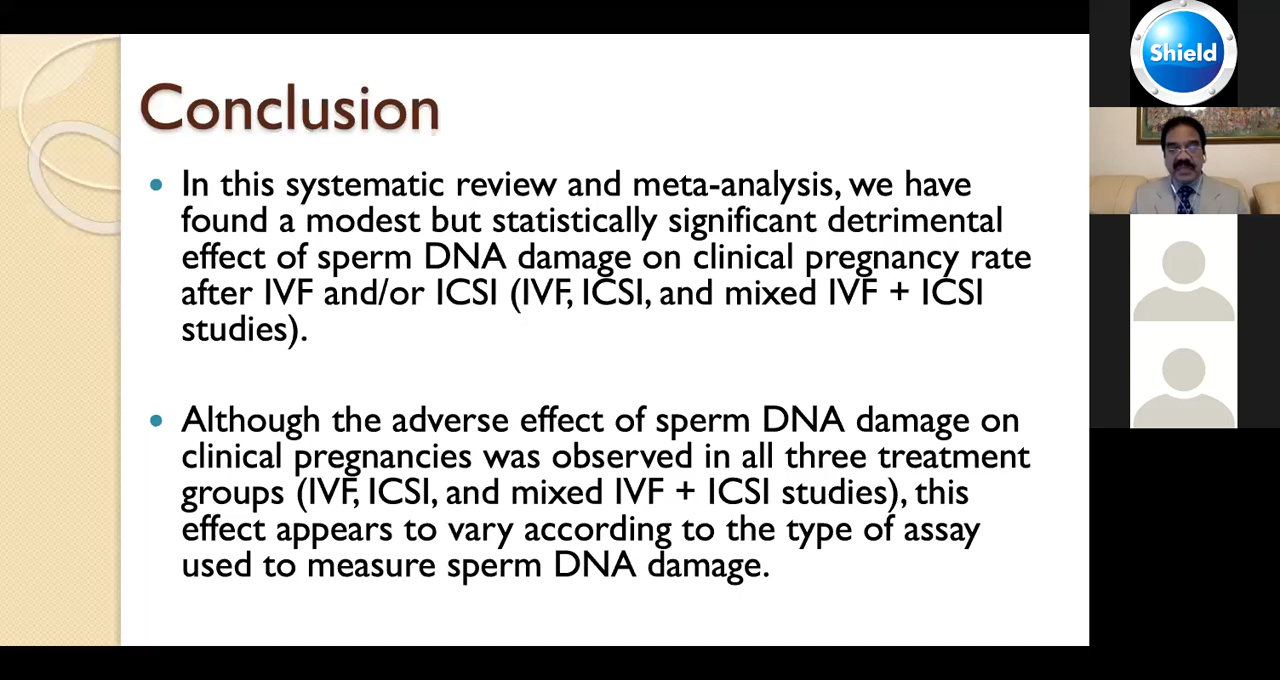 Conclusion
In this systematic review and meta-analysis, we have
found a modest but statistically significant detrimental
effect of sperm DNA damage on clinical pregnancy rate
after IVF and/or ICSI (IVF, ICSI, and mixed IVF + ICSI
studies).
Although the adverse effect of sperm DNA damage on
clinical pregnancies was observed in all three treatment
groups (IVF, ICSI, and mixed IVF + ICSI studies), this
effect appears to vary according to the type of assay
used to measure sperm DNA damage.
Shield